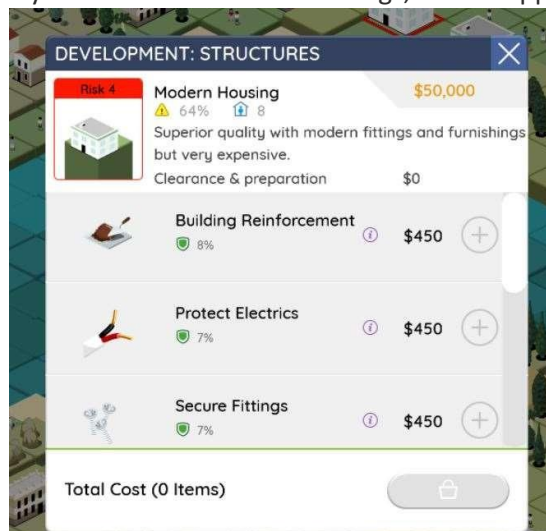 DEVELOPMENT: STRUCTURES
Risk 4
Modern Housing
$50,000
64% 8
Superior quality with modern fittings and furnishings
but very expensive.
Clearance & preparation $0
Building Reinforcement
8%
$450
Protect Electrics
7%
$450
Secure Fittings
7%
$450
Total Cost (0 Items)